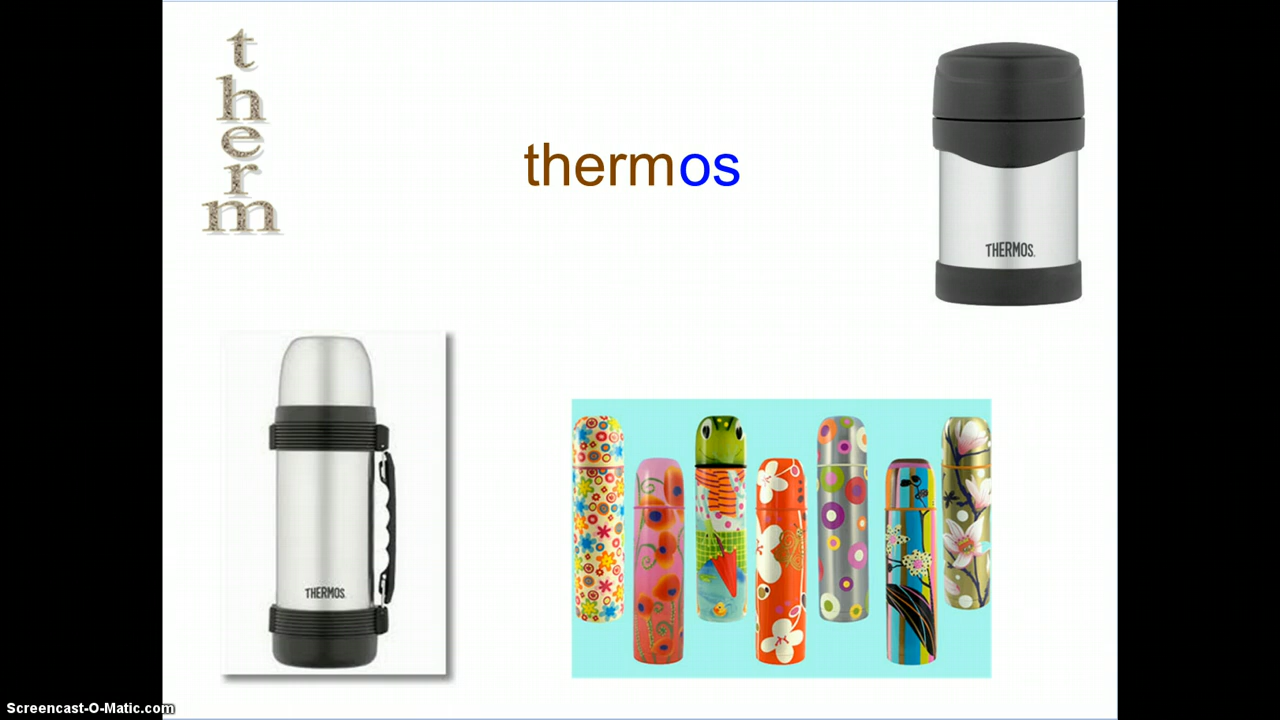 therm
thermos
THERMOS.
THERMOS.
Screencast-O-Matic.com